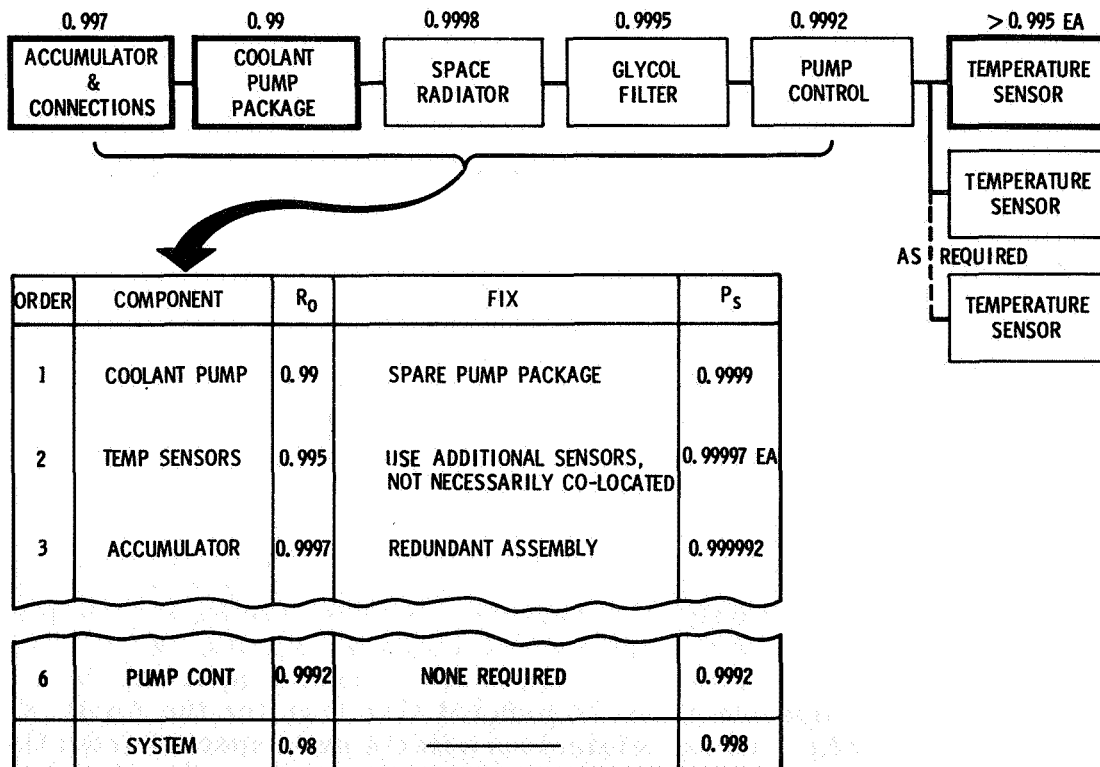 0.997 0.99 0.9998 0.9995 0.9992 >0.995 EA
ACCUMULATOR
&
CONNECTIONS
COOLANT
PUMP
PACKAGE
SPACE
RADIATOR
GLYCOL
FILTER
PUMP
CONTROL
TEMPERATURE
SENSOR
TEMPERATURE
SENSOR
AS REQUIRED
TEMPERATURE
SENSOR
ORDER COMPONENT R0 FIX PS
1 COOLANT PUMP 0.99 SPARE PUMP PACKAGE 0.9999
2 TEMP SENSORS 0.995 USE ADDITIONAL SENSORS, 0.99997 EA
NOT NECESSARILY CO-LOCATED
3 ACCUMULATOR 0.9997 REDUNDANT ASSEMBLY 0.999992
6 PUMP CONT 0.9992 NONE REQUIRED 0.9992
SYSTEM 0.98 0.998